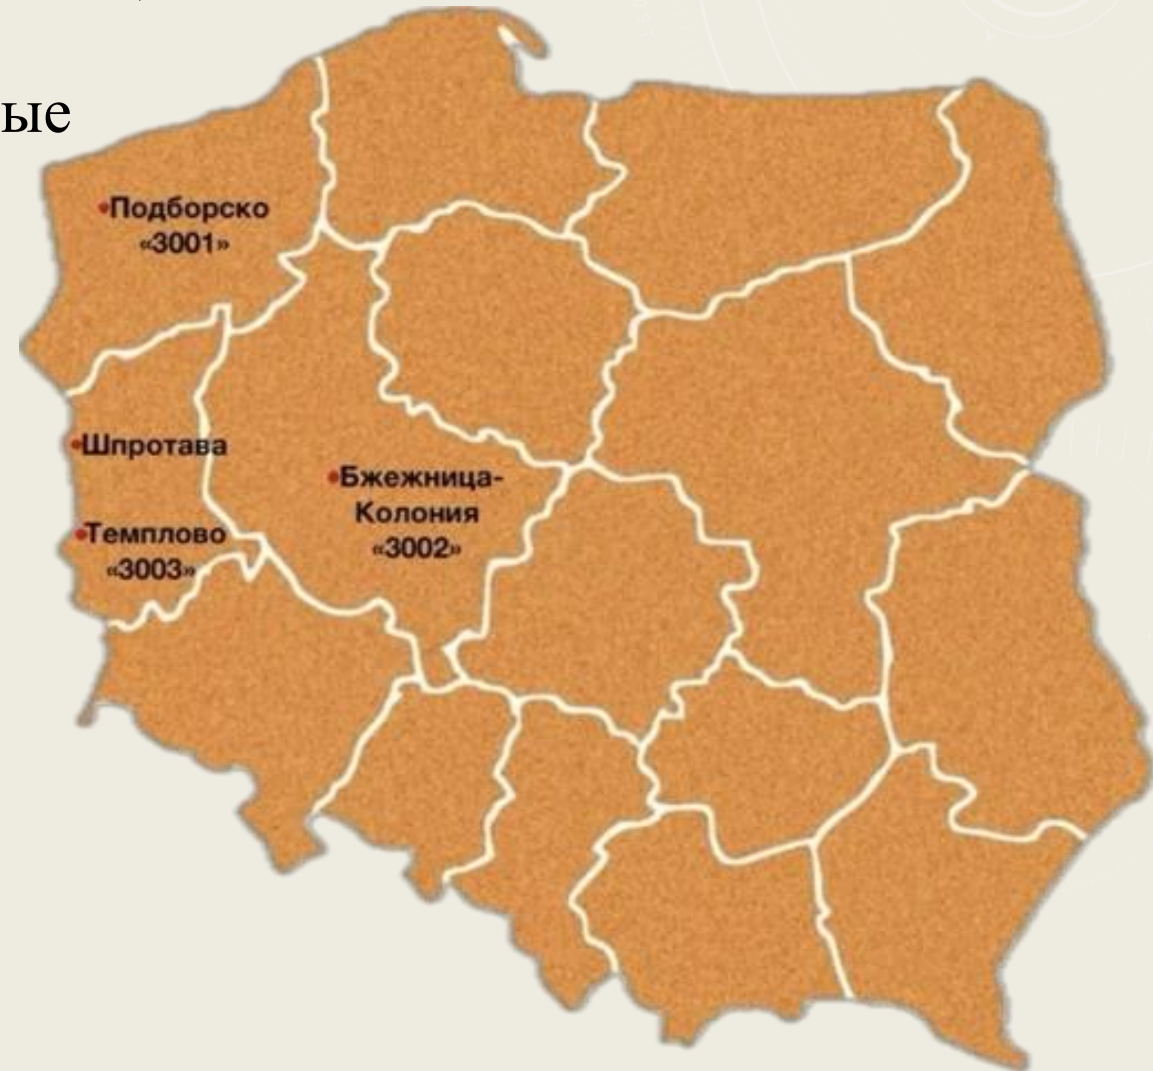 ые
•Подборско
«3001»
•Шпротава
•Бжежница-
Колония
«3002»
•Темплово
«3003»